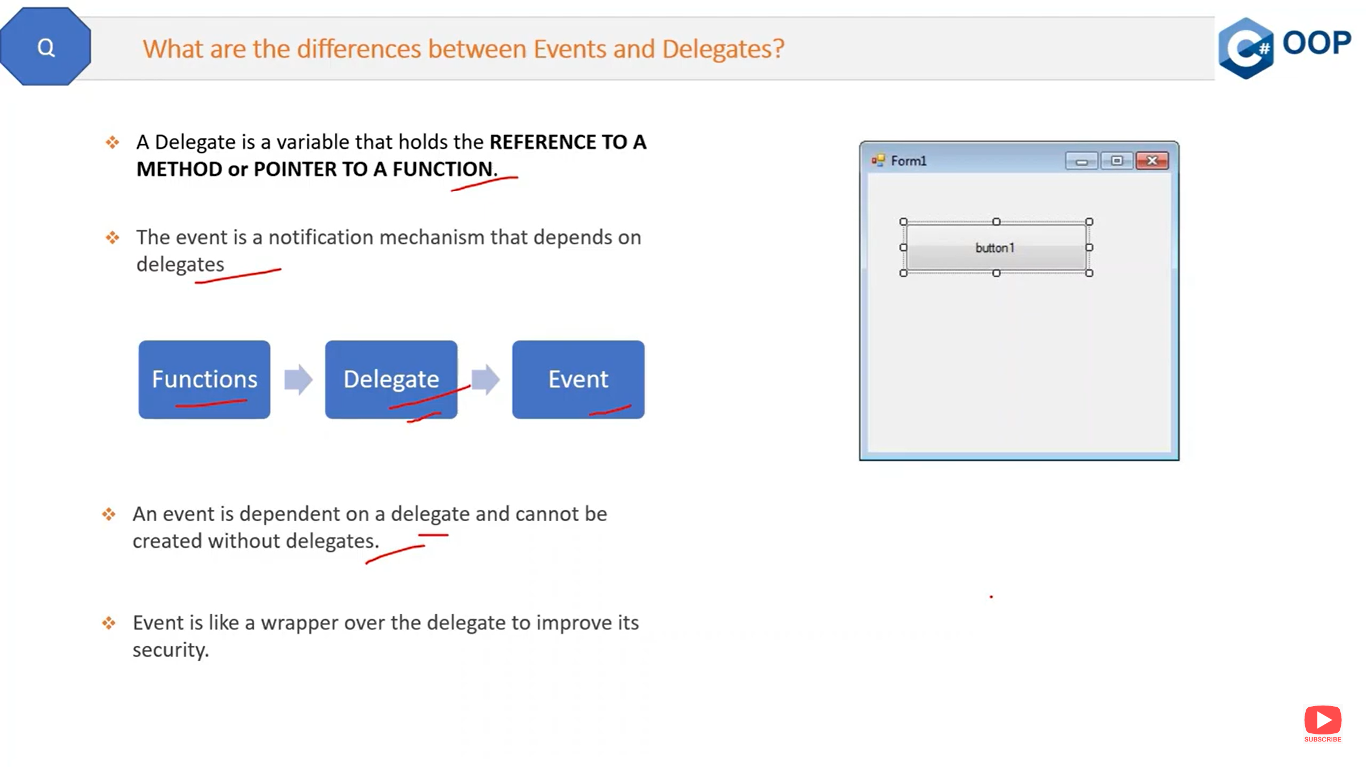 Q
What are the differences between Events and Delegates?
C# OOP
❖ A Delegate is a variable that holds the REFERENCE TO A
METHOD or POINTER TO A FUNCTION.
❖ The event is a notification mechanism that depends on
delegates
Form1
button1
Functions
Delegate
Event
❖ An event is dependent on a delegate and cannot be
created without delegates.
❖ Event is like a wrapper over the delegate to improve its
security.
SUBSCRIBE